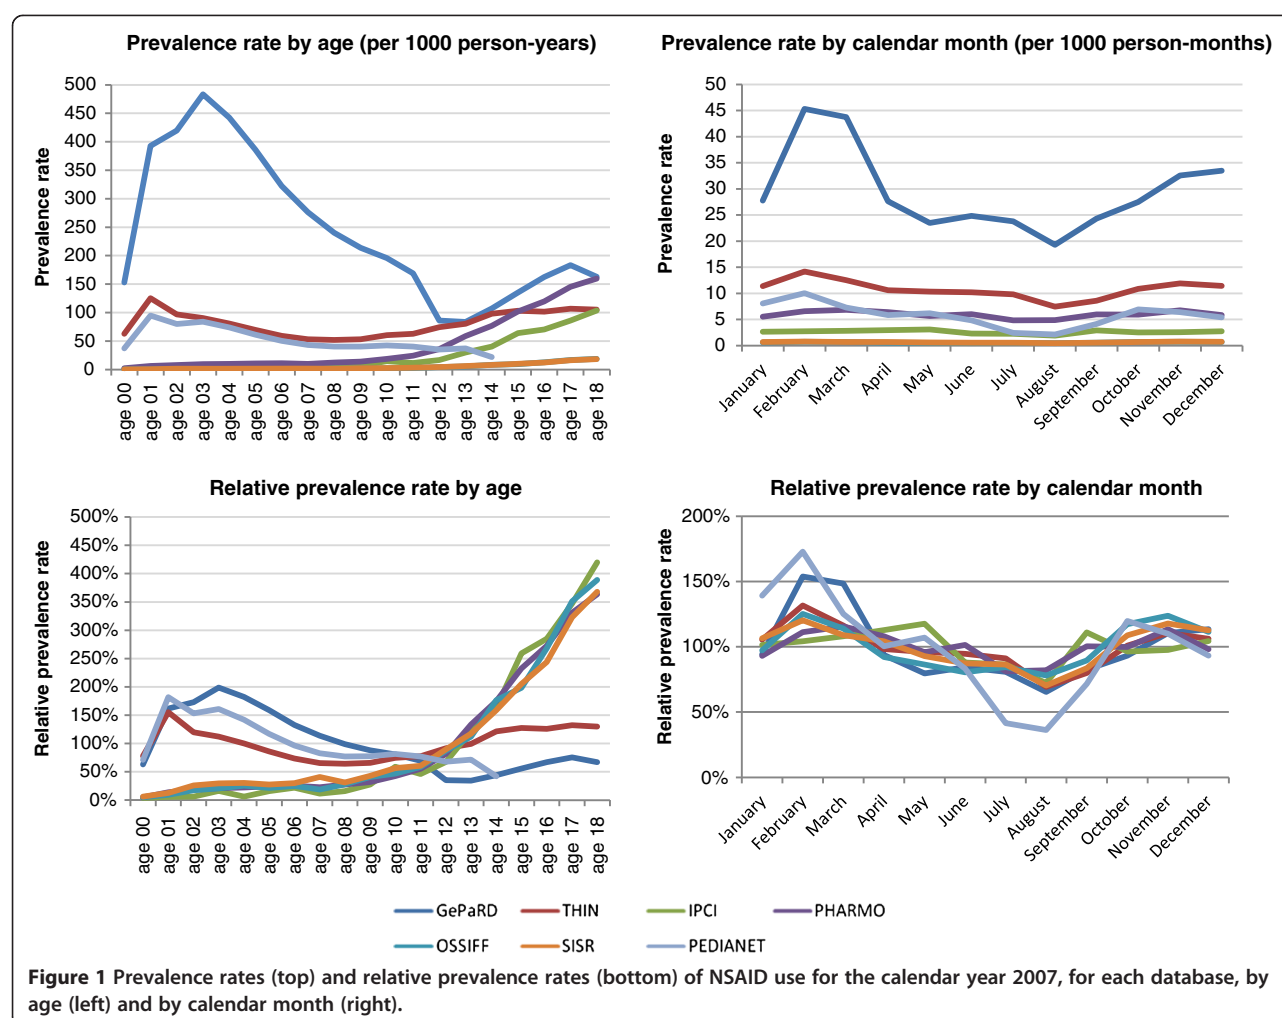 Prevalence rate by age (per 1000 person-years)
Prevalence rate
500
450
400
350
300
250
200
150
100
50
0
age 00
age 01
age 02
age 03
age 04
age 05
age 06
age 07
age 08
age 09
age 10
age 11
age 12
age 13
age 14
age 15
age 16
age 17
age 18
Prevalence rate by calendar month (per 1000 person-months)
Prevalence rate
50
45
40
35
30
25
20
15
10
5
0
January
February
March
April
May
June
July
August
September
October
November
December
Relative prevalence rate by age
Relative prevalence rate
500%
450%
400%
350%
300%
250%
200%
150%
100%
50%
0%
age 00
age 01
age 02
age 03
age 04
age 05
age 06
age 07
age 08
age 09
age 10
age 11
age 12
age 13
age 14
age 15
age 16
age 17
age 18
Relative prevalence rate by calendar month
Relative prevalence rate
200%
150%
100%
50%
0%
January
February
March
April
May
June
July
August
September
October
November
December
GePaRD THIN IPCI PHARMO
OSSIFF SISR PEDIANET
Figure 1 Prevalence rates (top) and relative prevalence rates (bottom) of NSAID use for the calendar year 2007, for each database, by
age (left) and by calendar month (right).